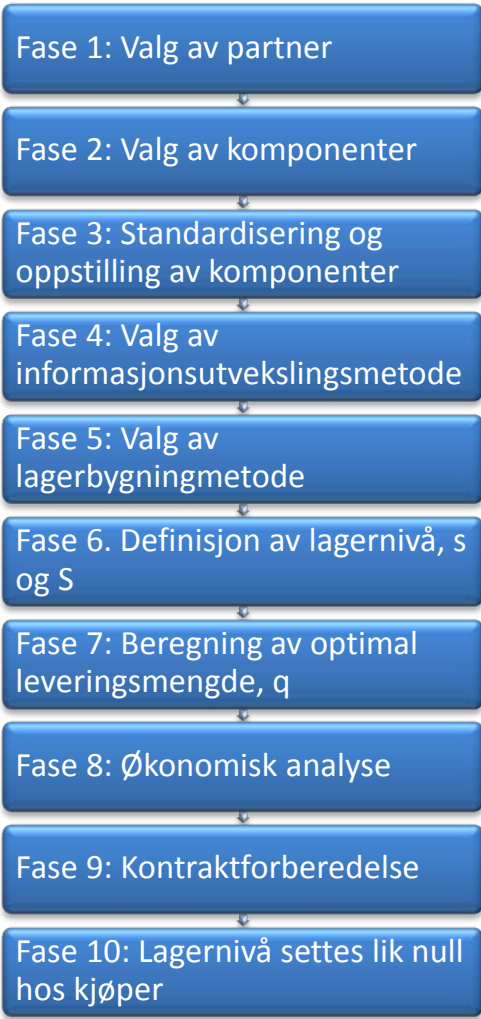 Fase 1: Valg av partner
Fase 2: Valg av komponenter
Fase 3: Standardisering og
oppstilling av komponenter
Fase 4: Valg av
informasjonsutvekslingsmetode
Fase 5: Valg av
lagerbygningmetode
Fase 6. Definisjon av lagernivå, s
og S
Fase 7: Beregning av optimal
leveringsmengde, q
Fase 8: Økonomisk analyse
Fase 9: Kontraktforberedelse
Fase 10: Lagernivå settes lik null
hos kjøper